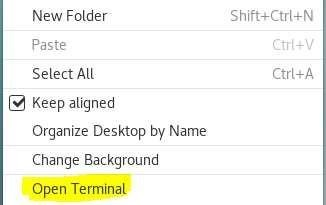 New Folder Shift+Ctrl+N
Paste Ctrl+V
Select All Ctrl+A
Keep aligned
Organize Desktop by Name
Change Background
Open Terminal